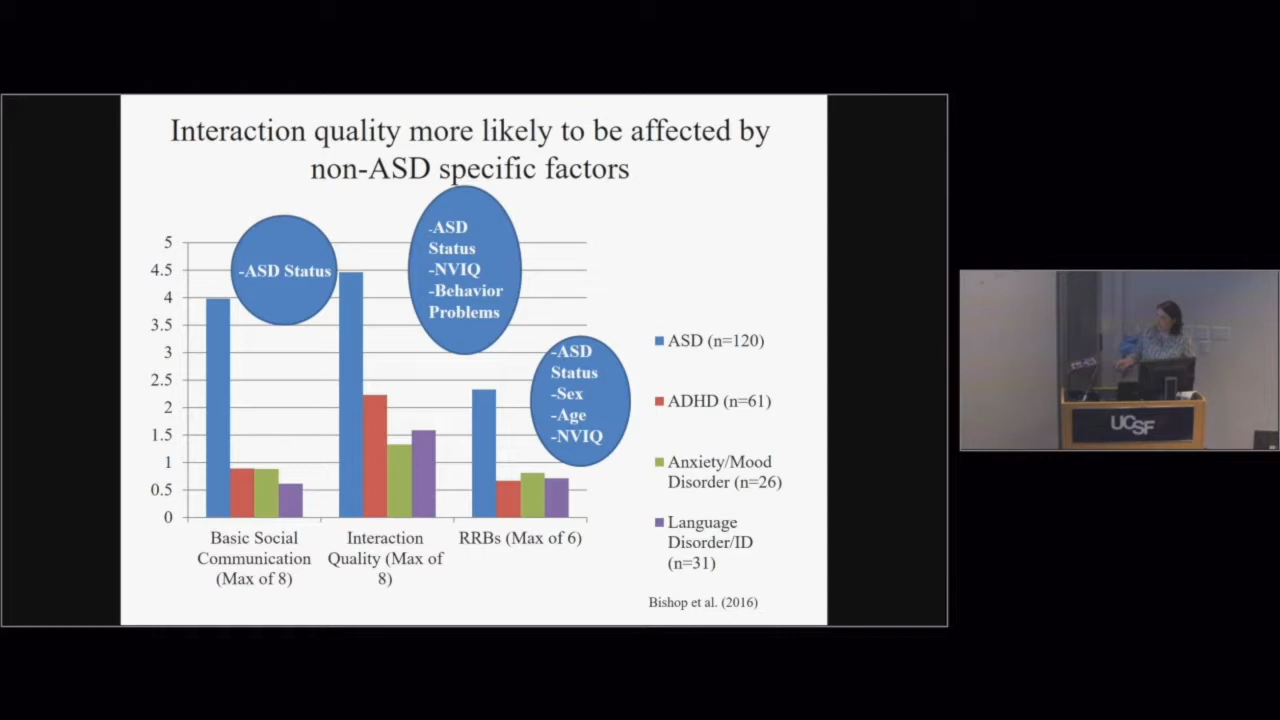 Interaction quality more likely to be affected by
non-ASD specific factors
-ASD Status
-ASD
Status
-NVIQ
-Behavior
Problems
-ASD
Status
-Sex
-Age
-NVIQ
5
4.5
4
3.5
3
2.5
2
1.5
1
0.5
0
Basic Social
Communication
(Max of 8)
Interaction
Quality (Max of
8)
RRBs (Max of 6)
ASD (n=120)
ADHD (n=61)
Anxiety/Mood
Disorder (n=26)
Language
Disorder/ID
(n=31)
Bishop et al. (2016)
UCSF